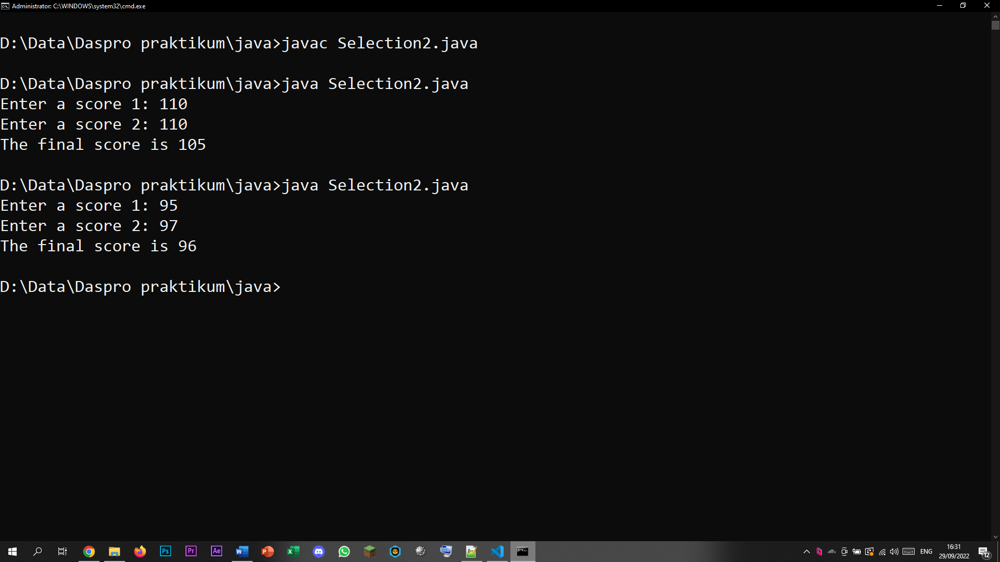 Administrator: C:\WINDOWS\system32\cmd.exe
D:\Data\Daspro praktikum\java>javac Selection2.java
D:\Data\Daspro praktikum\java>java Selection2.java
Enter a score 1: 110
Enter a score 2: 110
The final score is 105
D:\Data\Daspro praktikum\java>java Selection2.java
Enter a score 1: 95
Enter a score 2: 97
The final score is 96
D:\Data\Daspro praktikum\java>
Ps
Pr
Ae
W
P
X
ENG
16:31
29/09/2022
12